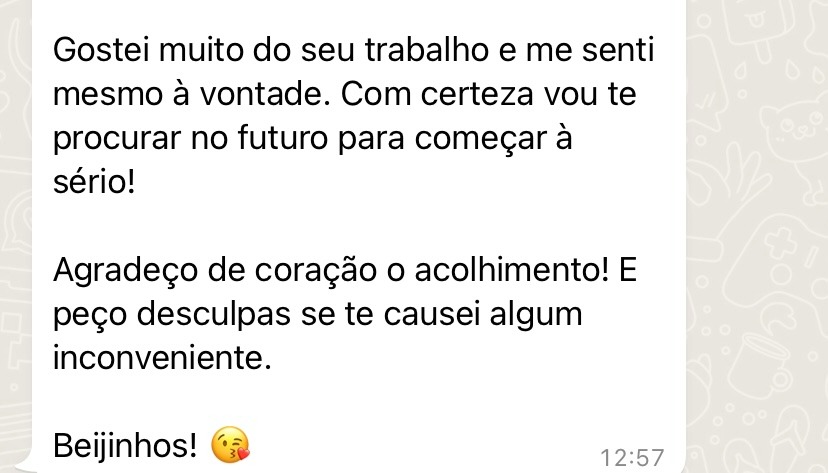 Gostei muito do seu trabalho e me senti
mesmo à vontade. Com certeza vou te
procurar no futuro para começar à
sério!
Agradeço de coração o acolhimento! E
peço desculpas se te causei algum
inconveniente.
Beijinhos! 😘
12:57